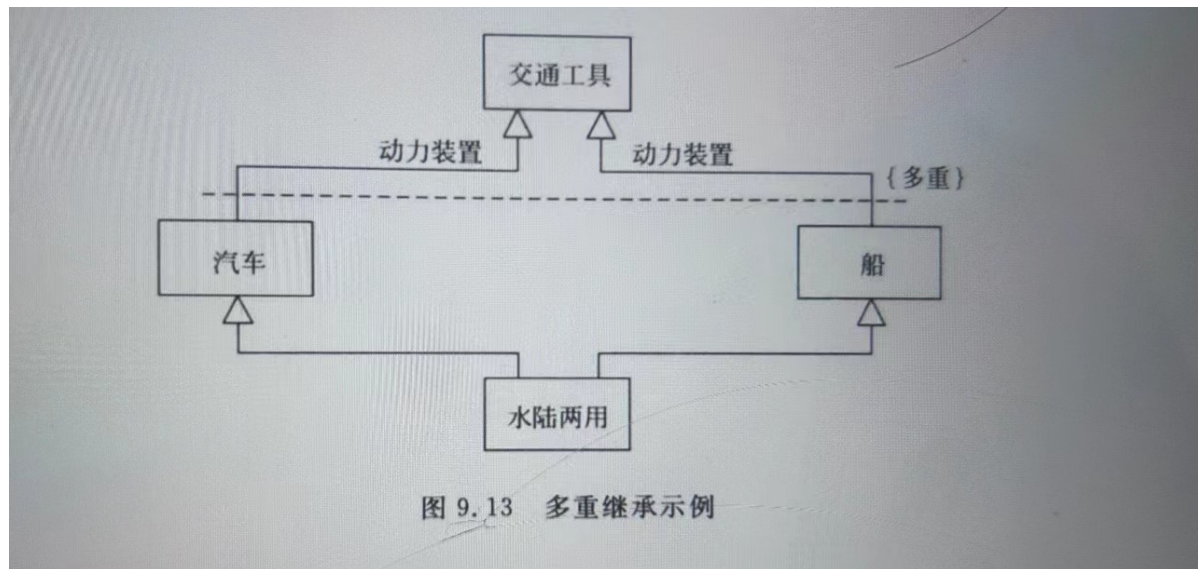 交通工具
动力装置
动力装置
{多重}
汽车
船
水陆两用
图 9.13 多重继承示例